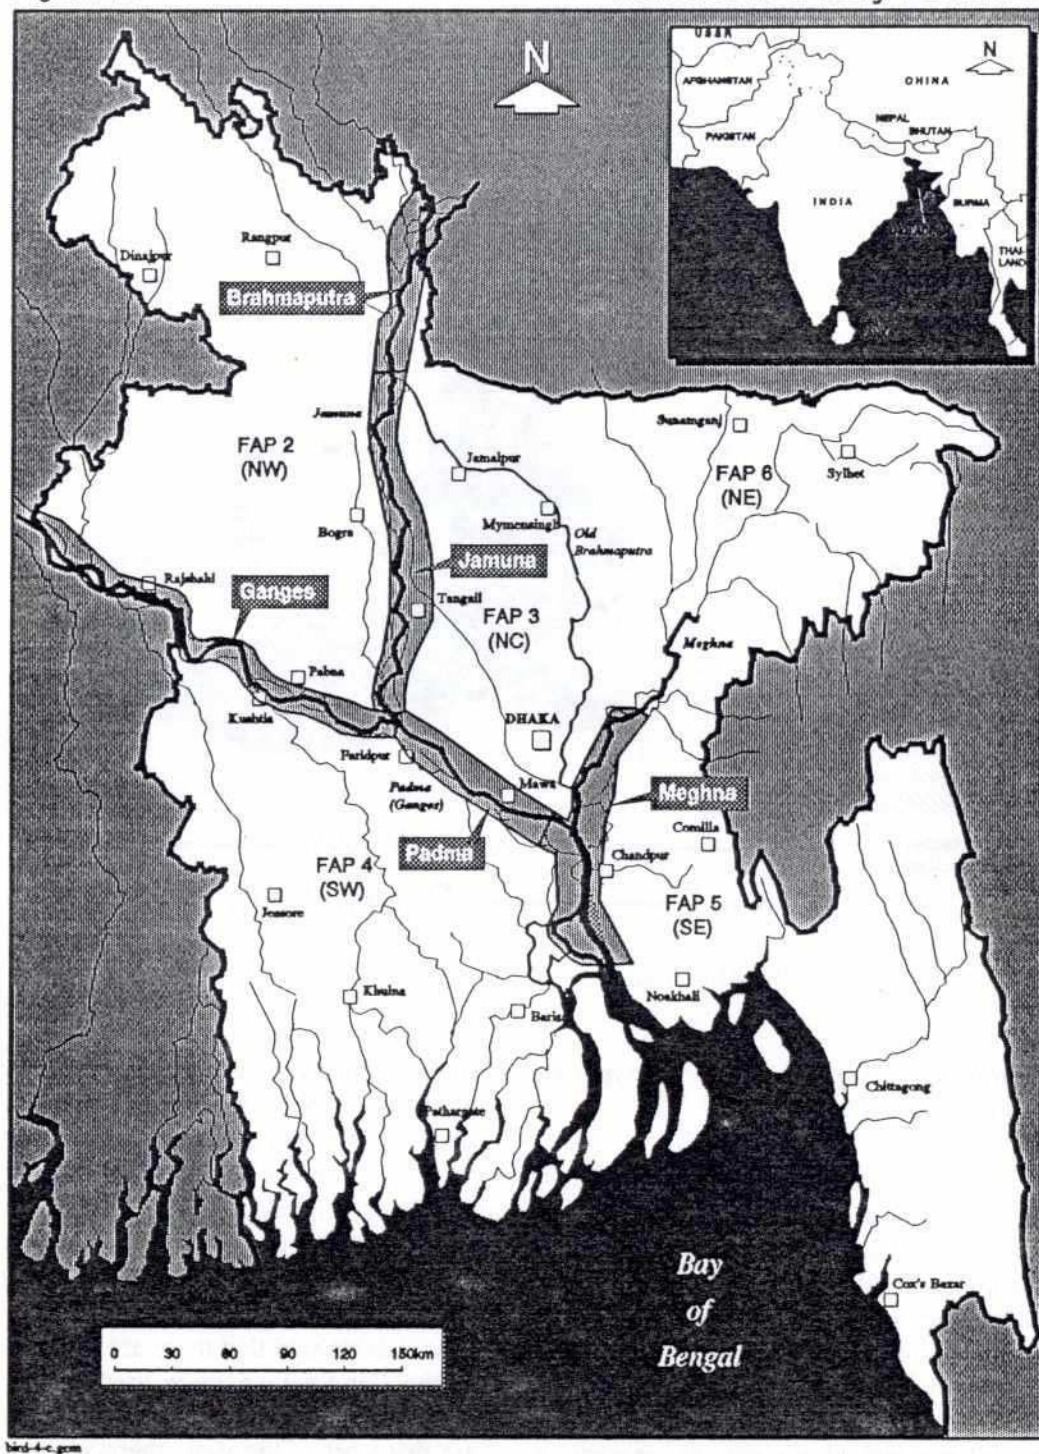 N
USSR
N
AFGHANISTAN
CHINA
PAKISTAN
NEPAL
BHUTAN
INDIA
BURMA
THAI-
LAND
Dinajpur
Rangpur
Brahmaputra
Jamuna
FAP 2
(NW)
Bogra
Jamalpur
Mymensingh
Old
Brahmaputra
Sunamganj
FAP 6
(NE)
Sylhet
Rajshahi
Ganges
Jamuna
Tangail
FAP 3
(NC)
Meghna
Pabna
Kushtia
DHAKA
Faridpur
Padma
(Ganges)
Mawa
Meghna
Padma
Comilla
Chandpur
FAP 4
(SW)
Jessore
FAP 5
(SE)
Khulna
Noakhali
Chittagong
Cox's Bazar
Bay
of
Bengal
0 30 60 90 120 150km
bird-4-c.gem